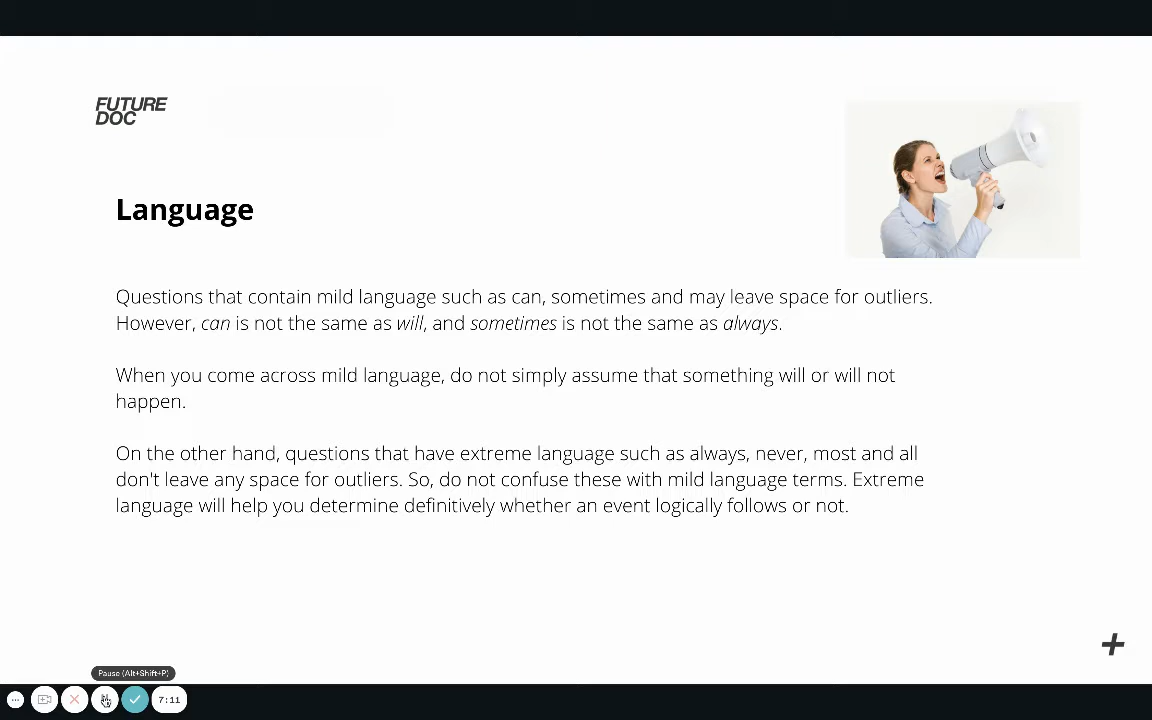 FUTURE
DOC
Language
Questions that contain mild language such as can, sometimes and may leave space for outliers.
However, can is not the same as will, and sometimes is not the same as always.
When you come across mild language, do not simply assume that something will or will not
happen.
On the other hand, questions that have extreme language such as always, never, most and all
don't leave any space for outliers. So, do not confuse these with mild language terms. Extreme
language will help you determine definitively whether an event logically follows or not.
Pause (Alt+Shift+P)
7:11